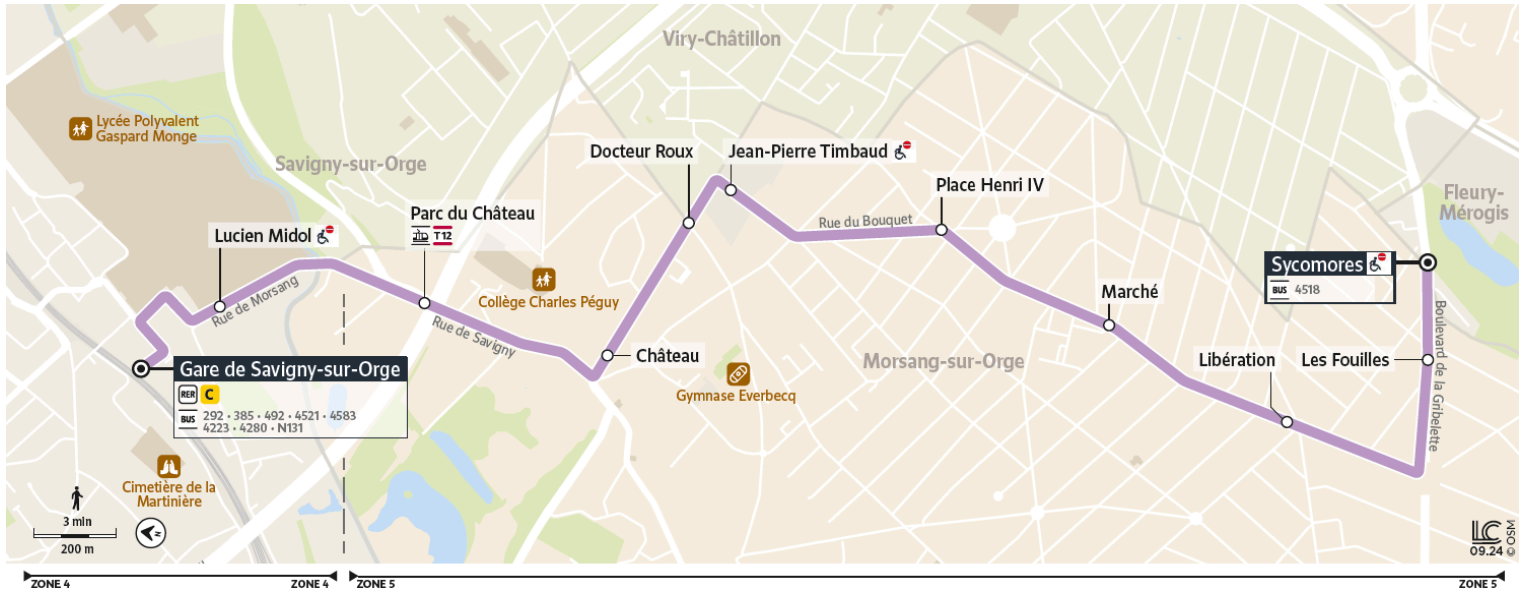 Viry-Châtillon
Lycée Polyvalent
Gaspard Monge
Savigny-sur-Orge
Docteur Roux
Jean-Pierre Timbaud
Place Henri IV
Fleury-
Mérogis
Parc du Château
T12
Lucien Midol
Rue du Bouquet
Sycomores
BUS 4518
Rue de Morsang
Collège Charles Péguy
Marché
Rue de Savigny
Château
Morsang-sur-Orge
Libération
Les Fouilles
Boulevard de la Gribelette
Gare de Savigny-sur-Orge
RER C
BUS 292 • 385 • 492 • 4521 • 4583
4223 • 4280 • N131
Gymnase Everbecq
Cimetière de la
Martinière
3 min
200 m
N
LC
09.24 © OSM
ZONE 4
ZONE 4
ZONE 5
ZONE 5